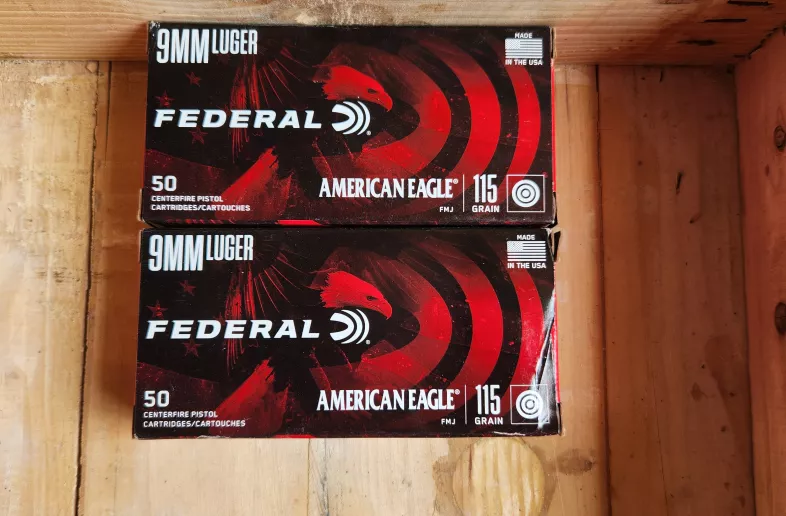 9MM LUGER
MADE
IN THE USA
FEDERAL
50
CENTERFIRE PISTOL
CARTRIDGES/CARTOUCHES
AMERICAN EAGLE®
FMJ
115
GRAIN
9MM LUGER
MADE
IN THE USA
FEDERAL
50
CENTERFIRE PISTOL
CARTRIDGES/CARTOUCHES
AMERICAN EAGLE®
FMJ
115
GRAIN